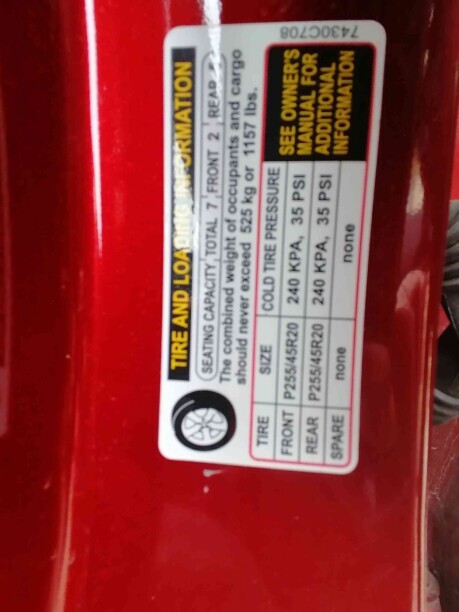 TIRE AND LOADING INFORMATION
SEATING CAPACITY TOTAL 7 FRONT 2 REAR 5
The combined weight of occupants and cargo
should never exceed 525 kg or 1157 lbs.
TIRE SIZE COLD TIRE PRESSURE
FRONT P255/45R20 240 KPA, 35 PSI
REAR P255/45R20 240 KPA, 35 PSI
SPARE none none
SEE OWNER'S
MANUAL FOR
ADDITIONAL
INFORMATION
7430C708